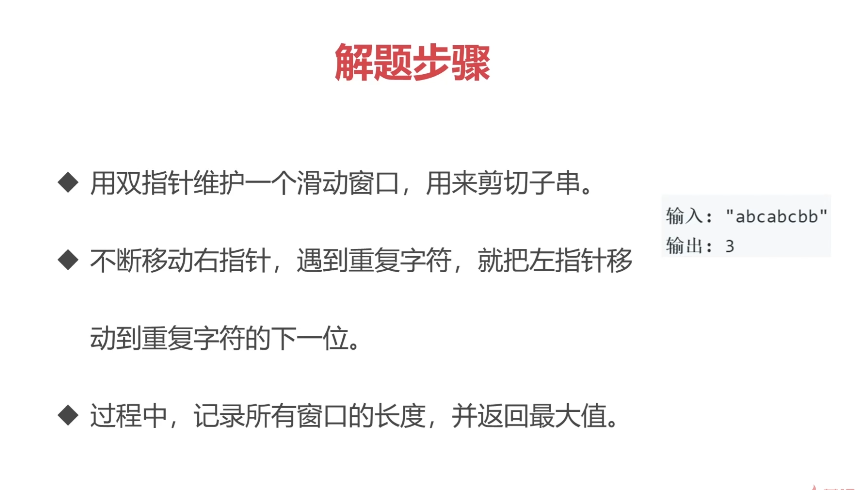 解题步骤
◆ 用双指针维护一个滑动窗口，用来剪切子串。
◆ 不断移动右指针，遇到重复字符，就把左指针移
动到重复字符的下一位。
◆ 过程中，记录所有窗口的长度，并返回最大值。
输入: "abcabcbb"
输出: 3